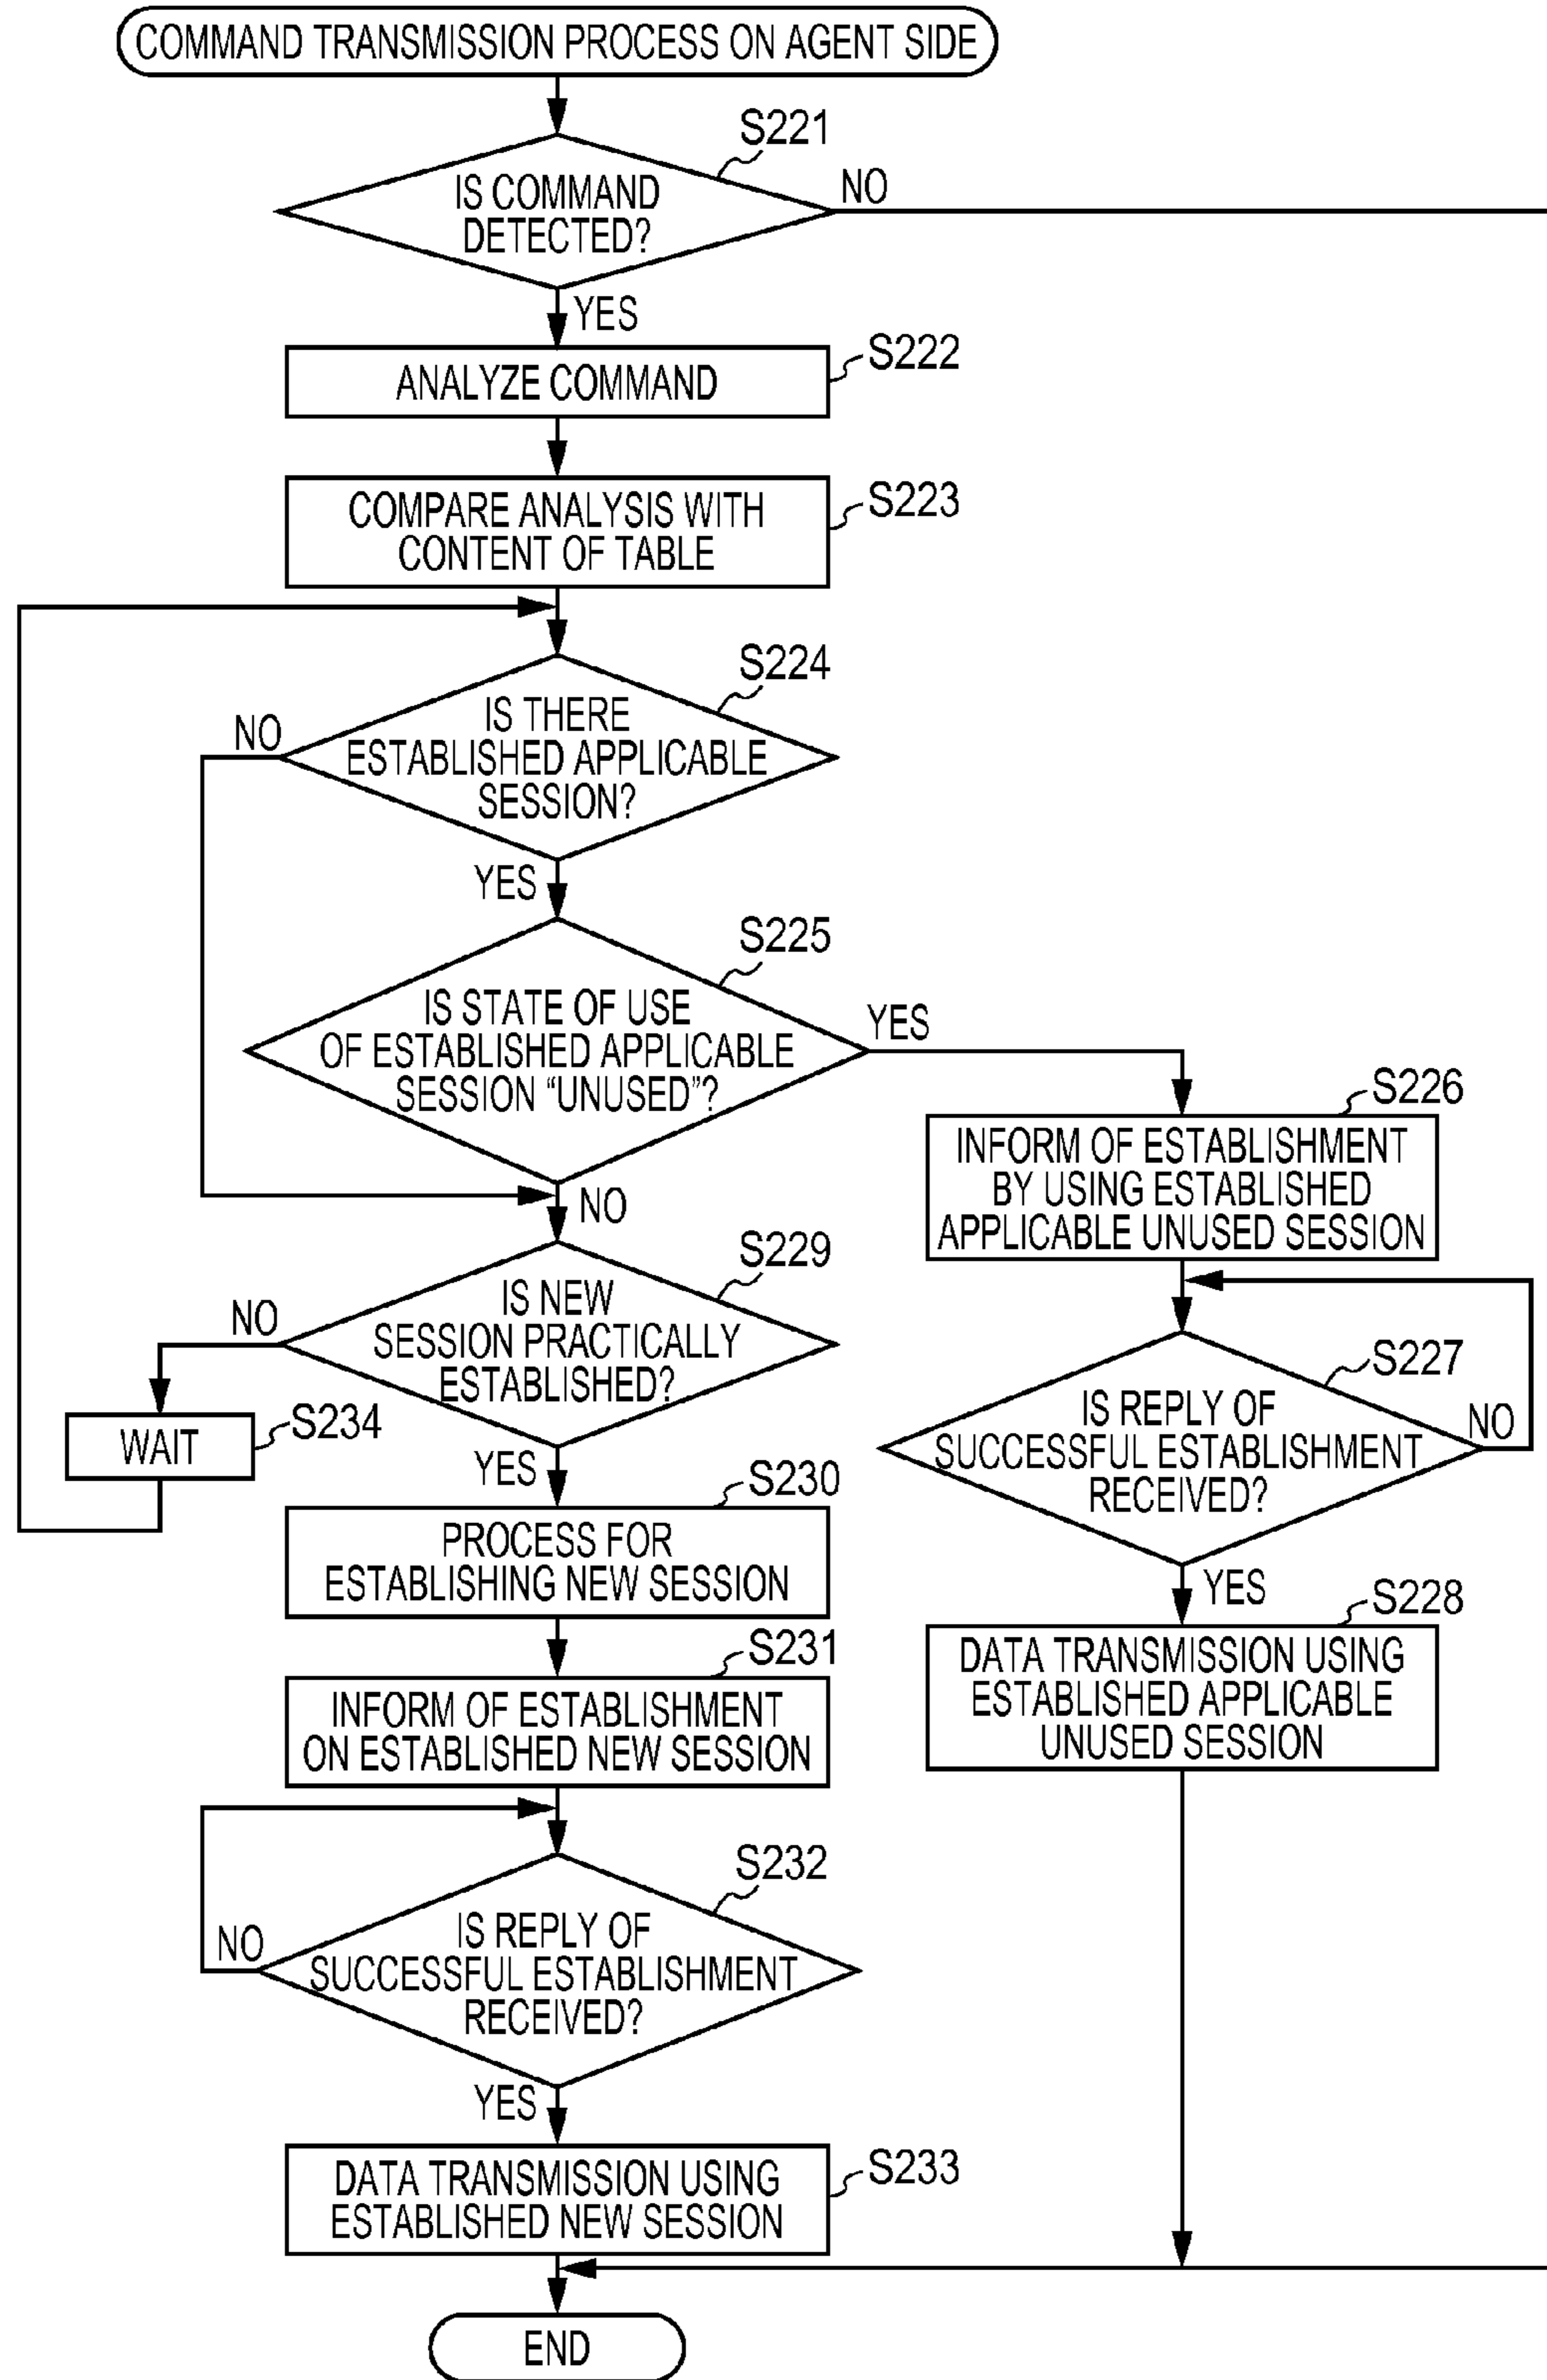 COMMAND TRANSMISSION PROCESS ON AGENT SIDE
S221
IS COMMAND
DETECTED?
NO
YES
S222
ANALYZE COMMAND
S223
COMPARE ANALYSIS WITH
CONTENT OF TABLE
S224
IS THERE
ESTABLISHED APPLICABLE
SESSION?
NO
YES
S225
IS STATE OF USE
OF ESTABLISHED APPLICABLE
SESSION “UNUSED”?
YES
NO
S226
INFORM OF ESTABLISHMENT
BY USING ESTABLISHED
APPLICABLE UNUSED SESSION
S227
IS REPLY OF
SUCCESSFUL ESTABLISHMENT
RECEIVED?
NO
YES
S228
DATA TRANSMISSION USING
ESTABLISHED APPLICABLE
UNUSED SESSION
S229
IS NEW
SESSION PRACTICALLY
ESTABLISHED?
NO
S234
WAIT
YES
S230
PROCESS FOR
ESTABLISHING NEW SESSION
S231
INFORM OF ESTABLISHMENT
ON ESTABLISHED NEW SESSION
S232
IS REPLY OF
SUCCESSFUL ESTABLISHMENT
RECEIVED?
NO
YES
S233
DATA TRANSMISSION USING
ESTABLISHED NEW SESSION
END